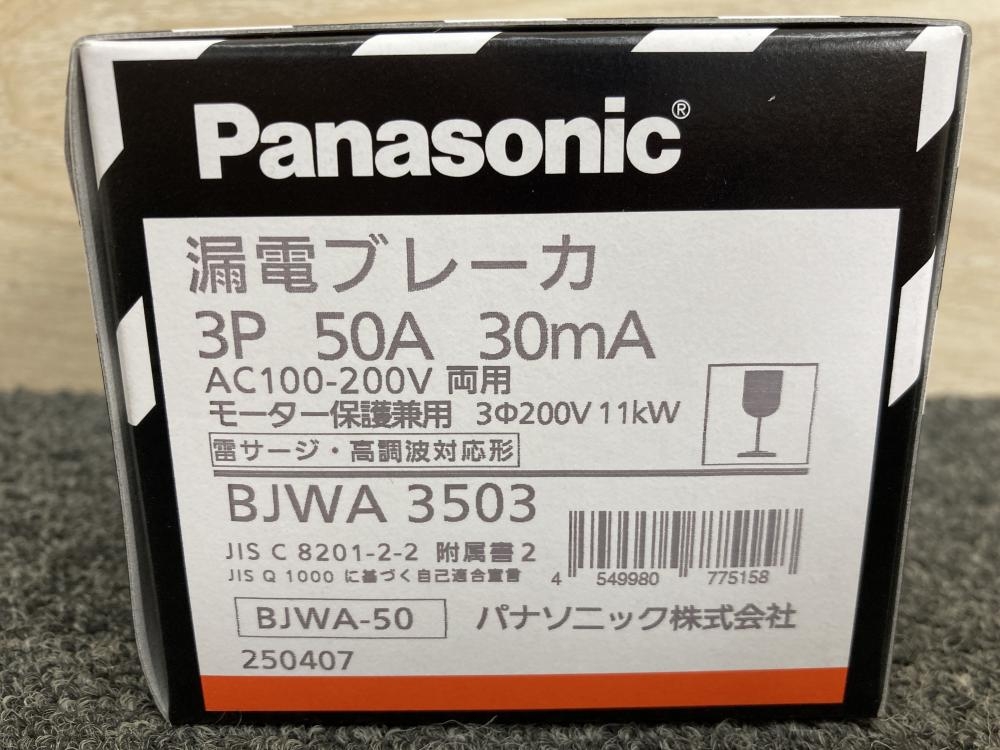 Panasonic®
漏電ブレーカ
3P 50A 30mA
AC100-200V 両用
モーター保護兼用 3Φ200V 11kW
雷サージ・高調波対応形
BJWA 3503
JIS C 8201-2-2 附属書2
JIS Q 1000 に基づく自己適合宣言
4 549980 775158
BJWA-50 パナソニック株式会社
250407